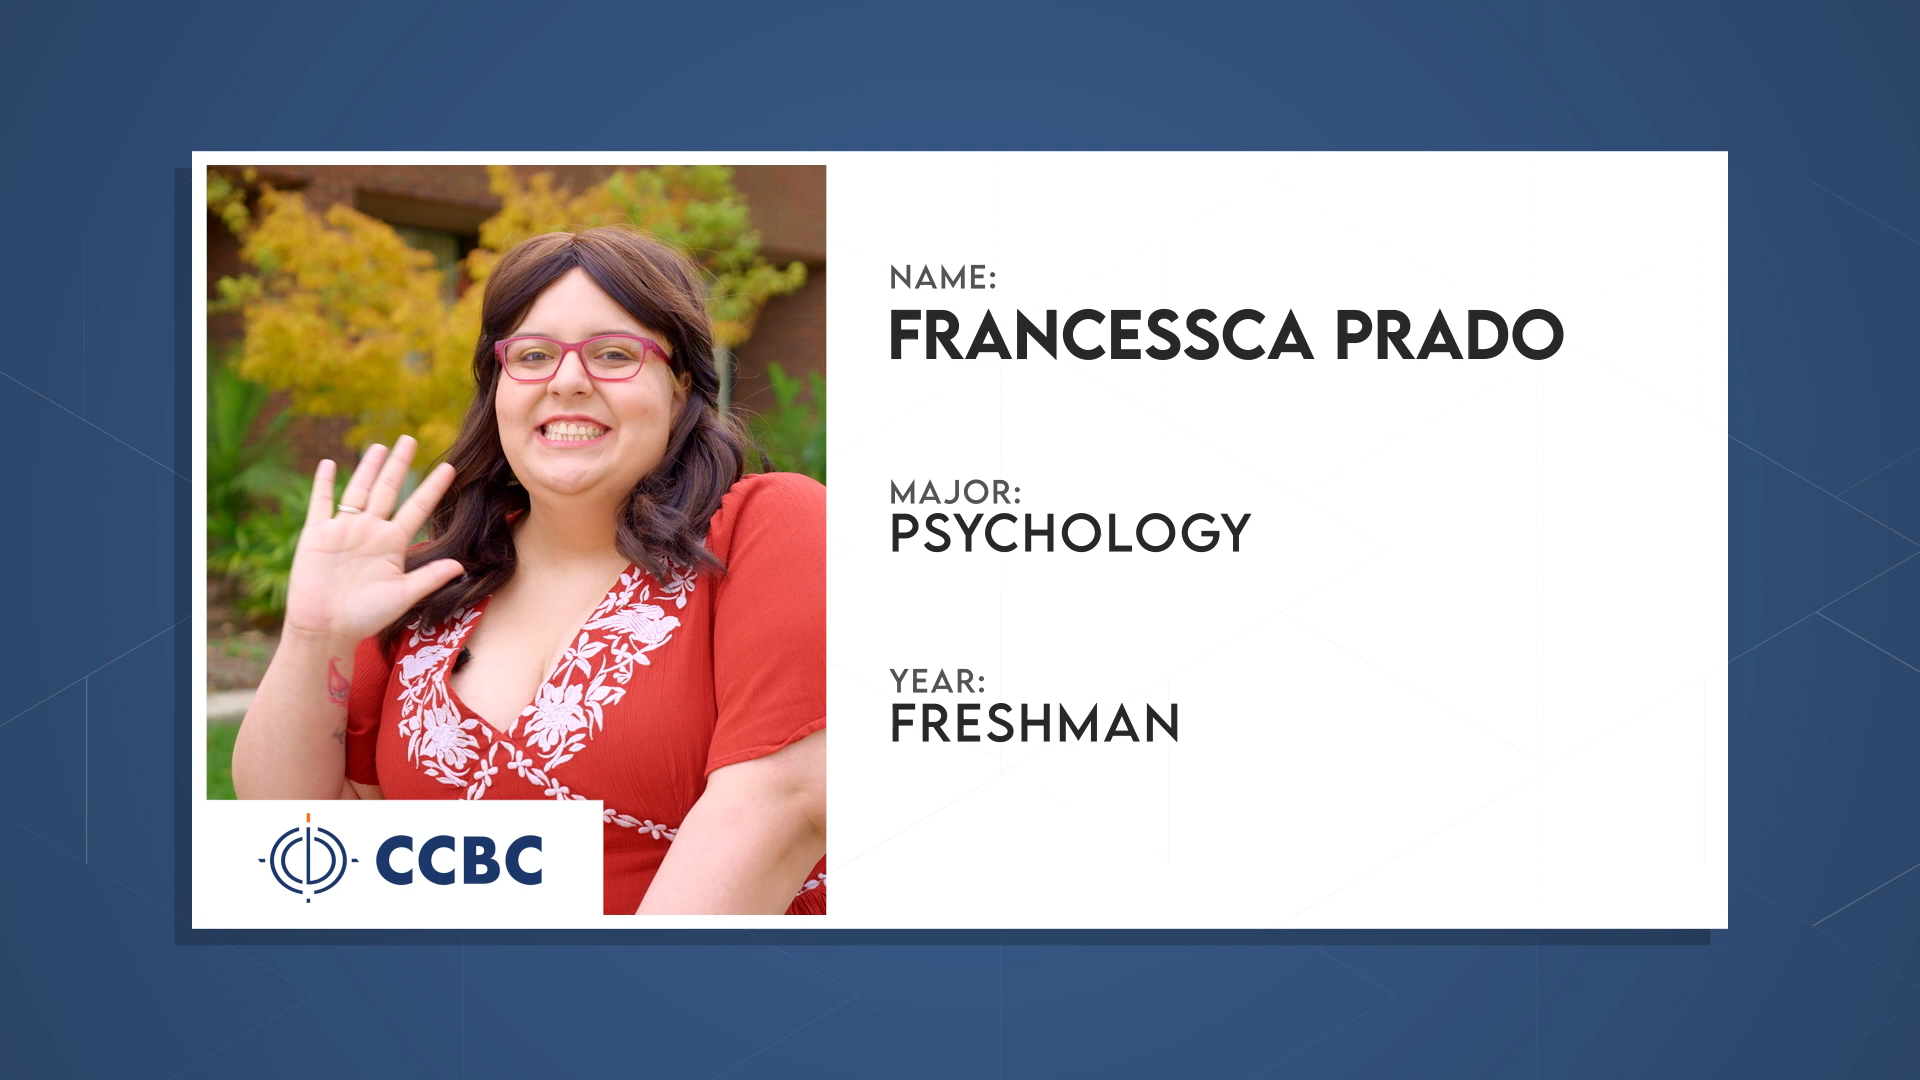 NAME:
FRANCESSCA PRADO
MAJOR:
PSYCHOLOGY
YEAR:
FRESHMAN
CCBC